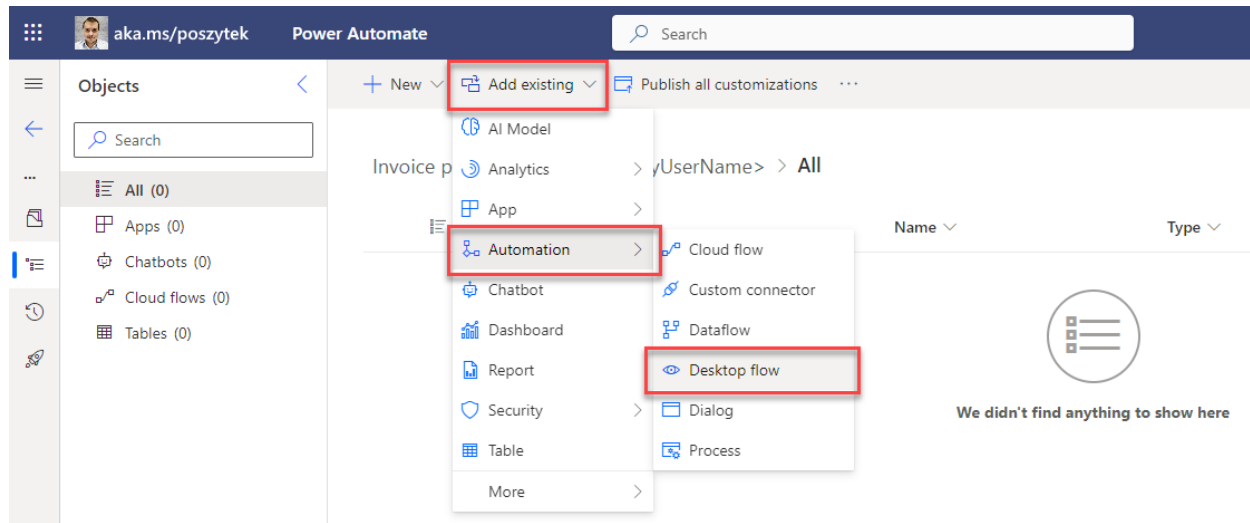 aka.ms/poszytek Power Automate Search
Objects
Search
All (0)
Apps (0)
Chatbots (0)
Cloud flows (0)
Tables (0)
New Add existing Publish all customizations ...
Invoice p yUserName> > All
Name Type
AI Model
Analytics
App
Automation
Chatbot
Dashboard
Report
Security
Table
More
Cloud flow
Custom connector
Dataflow
Desktop flow
Dialog
Process
We didn't find anything to show here